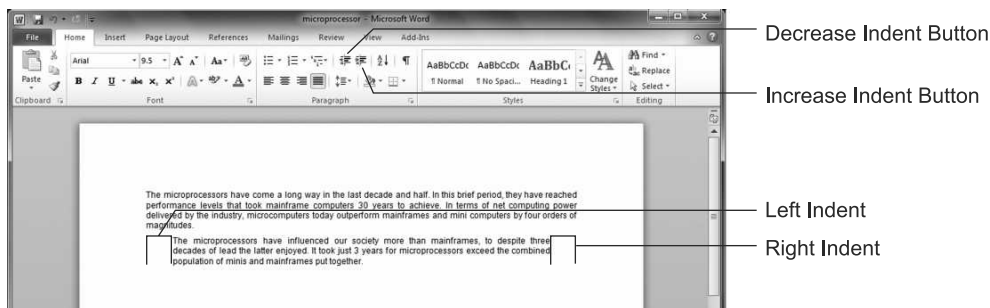 microprocessor - Microsoft Word
File Home Insert Page Layout References Mailings Review View Add-Ins
Decrease Indent Button
Arial 9.5 A A Aa
AaBbCcDc AaBbCcDc AaBbC
Find
Replace
Select
Paste
B I U abc x, x² A
¶ Normal ¶ No Spaci... Heading 1
Change Styles
Clipboard Font Paragraph Styles Editing
Increase Indent Button
The microprocessors have come a long way in the last decade and half. In this brief period, they have reached
performance levels that took mainframe computers 30 years to achieve. In terms of net computing power
delivered by the industry, microcomputers today outperform mainframes and mini computers by four orders of
magnitudes.
Left Indent
The microprocessors have influenced our society more than mainframes, to despite three
decades of lead the latter enjoyed. It took just 3 years for microprocessors exceed the combined
population of minis and mainframes put together.
Right Indent